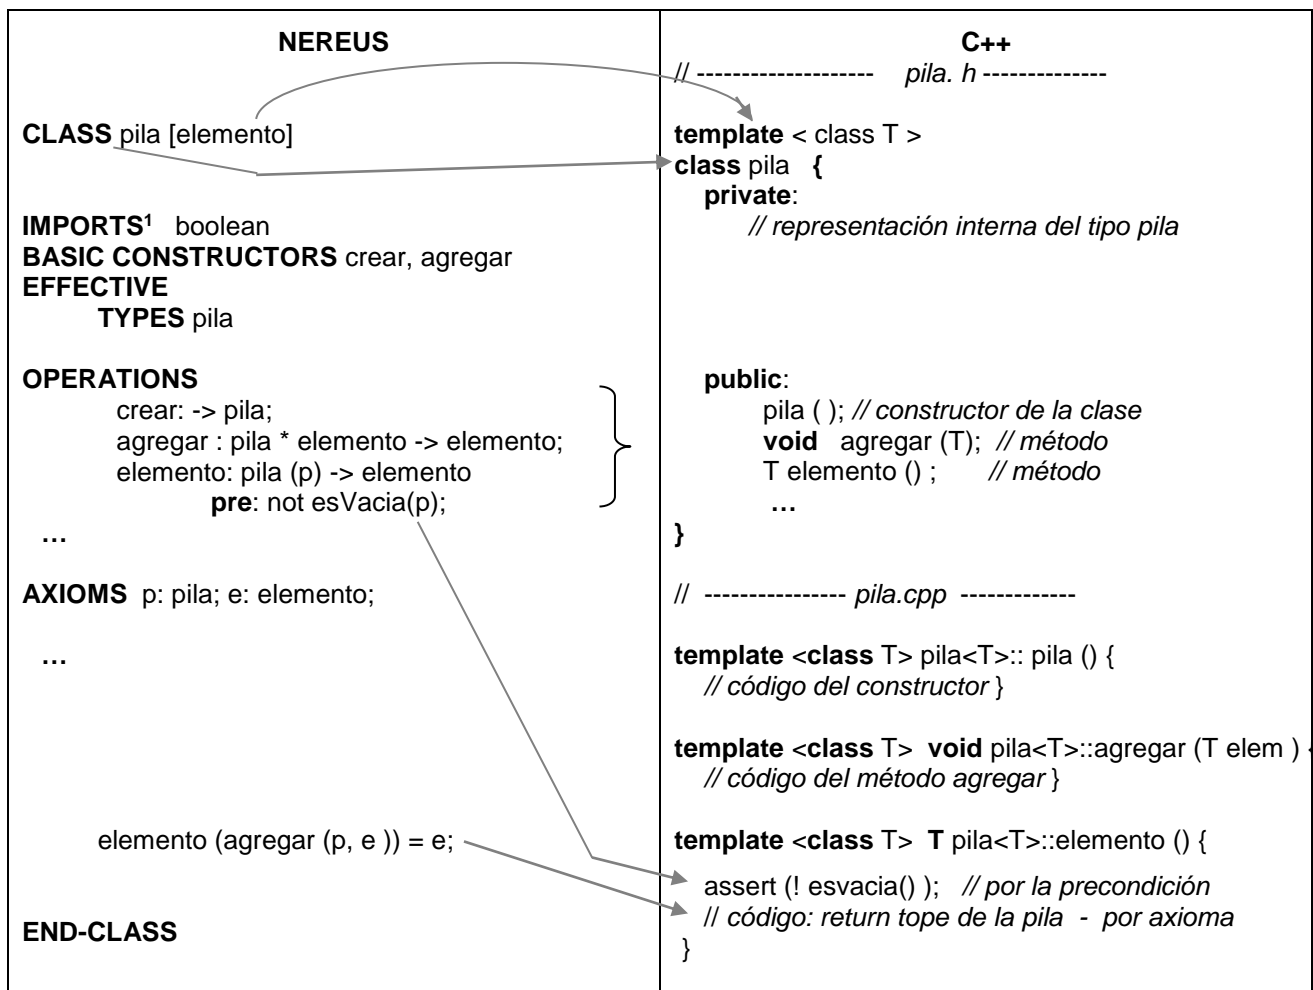 NEREUS
CLASS pila [elemento]
IMPORTS¹ boolean
BASIC CONSTRUCTORS crear, agregar
EFFECTIVE
TYPES pila
OPERATIONS
crear: -> pila;
agregar : pila * elemento -> elemento;
elemento: pila (p) -> elemento
pre: not esVacia(p);
...
AXIOMS p: pila; e: elemento;
...
elemento (agregar (p, e )) = e;
END-CLASS
C++
// -------------------- pila. h --------------
template < class T >
class pila {
private:
// representación interna del tipo pila
public:
pila ( ); // constructor de la clase
void agregar (T); // método
T elemento () ; // método
...
}
// ---------------- pila.cpp -------------
template <class T> pila<T>:: pila () {
// código del constructor }
template <class T> void pila<T>::agregar (T elem ) {
// código del método agregar }
template <class T> T pila<T>::elemento () {
assert (! esvacia() ); // por la precondición
// código: return tope de la pila - por axioma
}